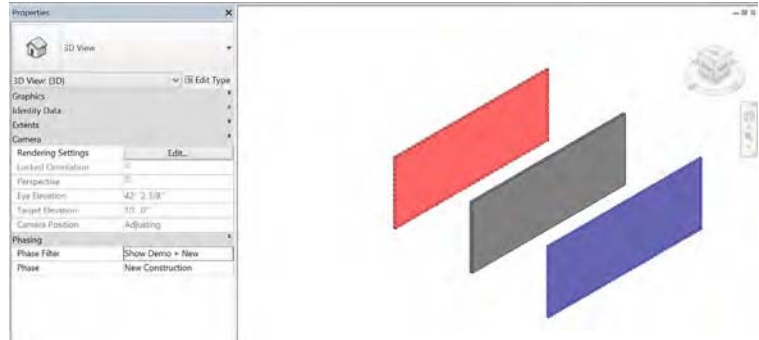 Properties
3D View
3D View: {3D}
Edit Type
Graphics
Identity Data
Extents
Camera
Rendering Settings
Edit...
Locked Orientation
Perspective
Eye Elevation
42' 2 3/8"
Target Elevation
10' 0"
Camera Position
Adjusting
Phasing
Phase Filter
Show Demo + New
Phase
New Construction